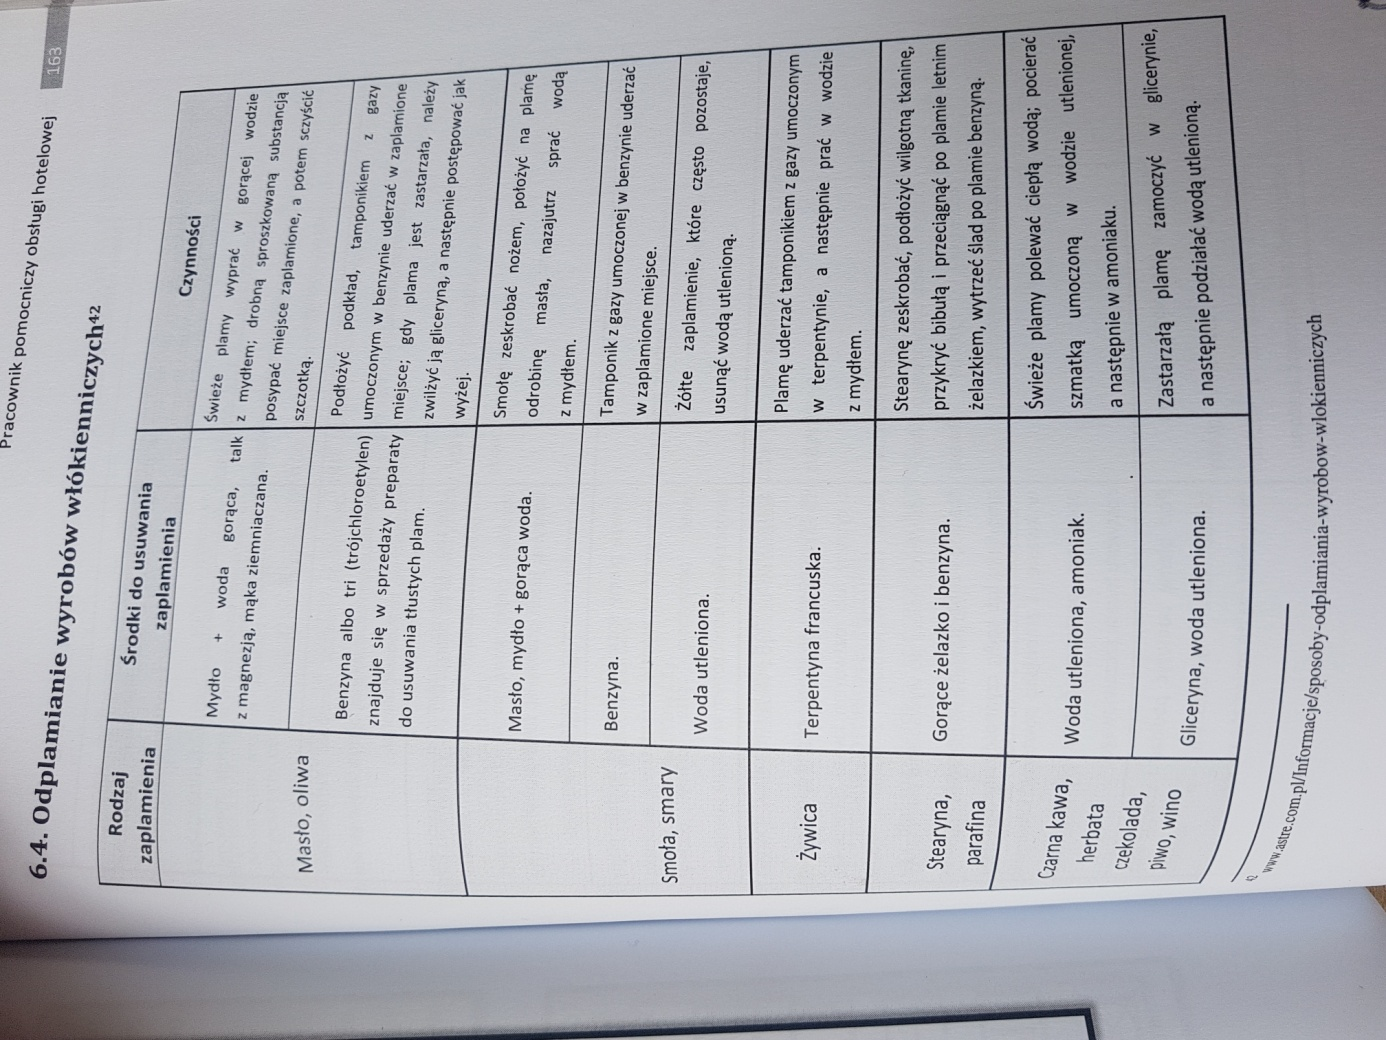 Pracownik pomocniczy obsługi hotelowej
163
6.4. Odplamianie wyrobów włókienniczych⁴²
Rodzaj
zaplamienia
Środki do usuwania
zaplamienia
Czynności
Masło, oliwa
Mydło + woda gorąca, talk
z magnezją, mąka ziemniaczana.
Świeże plamy wyprać w gorącej wodzie
z mydłem; drobną sproszkowaną substancją
posypać miejsce zaplamione, a potem sczyścić
szczotką.
Benzyna albo tri (trójchloroetylen)
znajduje się w sprzedaży preparaty
do usuwania tłustych plam.
Podłożyć podkład, tamponikiem z gazy
umoczonym w benzynie uderzać w zaplamione
miejsce; gdy plama jest zastarzała, należy
zwilżyć ją gliceryną, a następnie postępować jak
wyżej.
Smoła, smary
Masło, mydło + gorąca woda.
Smołę zeskrobać nożem, położyć na plamę
odrobinę masła, nazajutrz sprać wodą
z mydłem.
Benzyna.
Tamponik z gazy umoczonej w benzynie uderzać
w zaplamione miejsce.
Woda utleniona.
Żółte zaplamienie, które często pozostaje,
usunąć wodą utlenioną.
Żywica
Terpentyna francuska.
Plamę uderzać tamponikiem z gazy umoczonym
w terpentynie, a następnie prać w wodzie
z mydłem.
Stearyna,
parafina
Gorące żelazko i benzyna.
Stearynę zeskrobać, podłożyć wilgotną tkaninę,
przykryć bibułą i przeciągnąć po plamie letnim
żelazkiem, wytrzeć ślad po plamie benzyną.
Czarna kawa,
herbata
czekolada,
piwo, wino
Woda utleniona, amoniak.
Świeże plamy polewać ciepłą wodą; pocierać
szmatką umoczoną w wodzie utlenionej,
a następnie w amoniaku.
Gliceryna, woda utleniona.
Zastarzałą plamę zamoczyć w glicerynie,
a następnie podziałać wodą utlenioną.
⁴² www.astre.com.pl/Informacje/sposoby-odplamiania-wyrobow-wlokienniczych